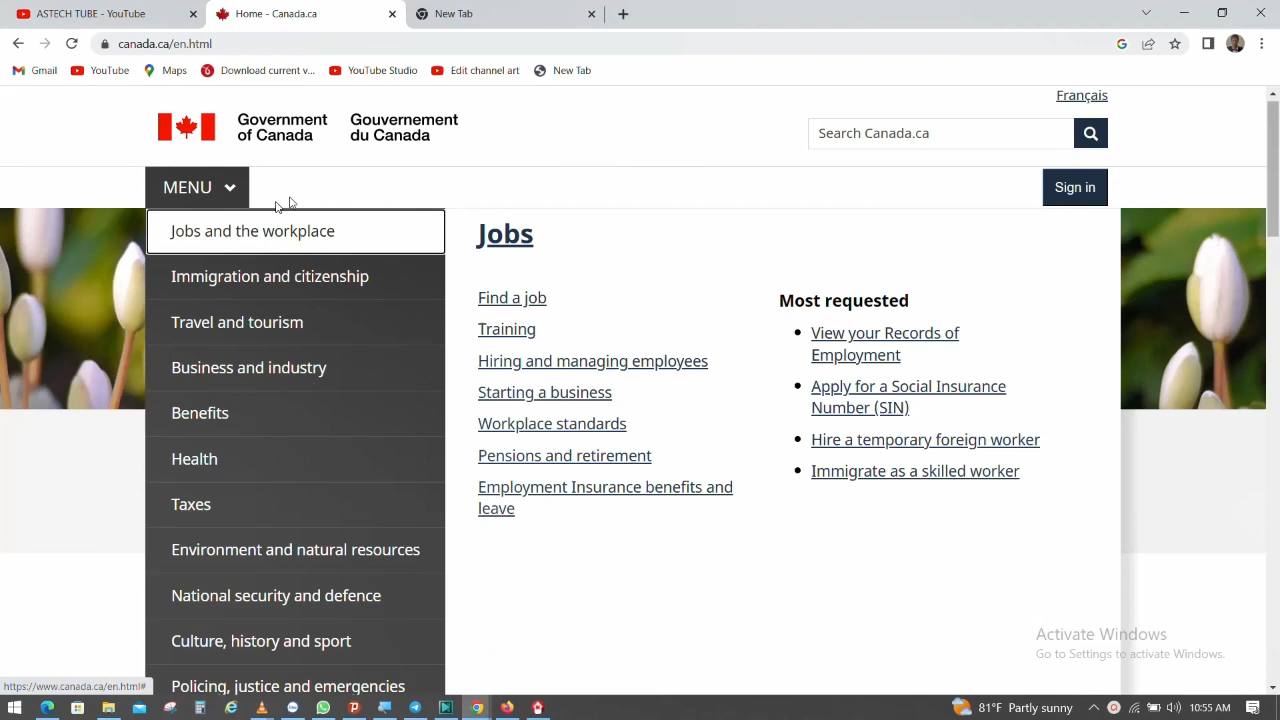 ASTECH TUBE - YouTube
Home - Canada.ca
New Tab
canada.ca/en.html
Gmail
YouTube
Maps
Download current v...
YouTube Studio
Edit channel art
New Tab
Français
Government
of Canada
Gouvernement
du Canada
Search Canada.ca
MENU
Sign in
Jobs and the workplace
Immigration and citizenship
Travel and tourism
Business and industry
Benefits
Health
Taxes
Environment and natural resources
National security and defence
Culture, history and sport
Policing, justice and emergencies
Jobs
Find a job
Training
Hiring and managing employees
Starting a business
Workplace standards
Pensions and retirement
Employment Insurance benefits and
leave
Most requested
View your Records of
Employment
Apply for a Social Insurance
Number (SIN)
Hire a temporary foreign worker
Immigrate as a skilled worker
Activate Windows
Go to Settings to activate Windows.
https://www.canada.ca/en.html#
81°F Partly sunny
10:55 AM